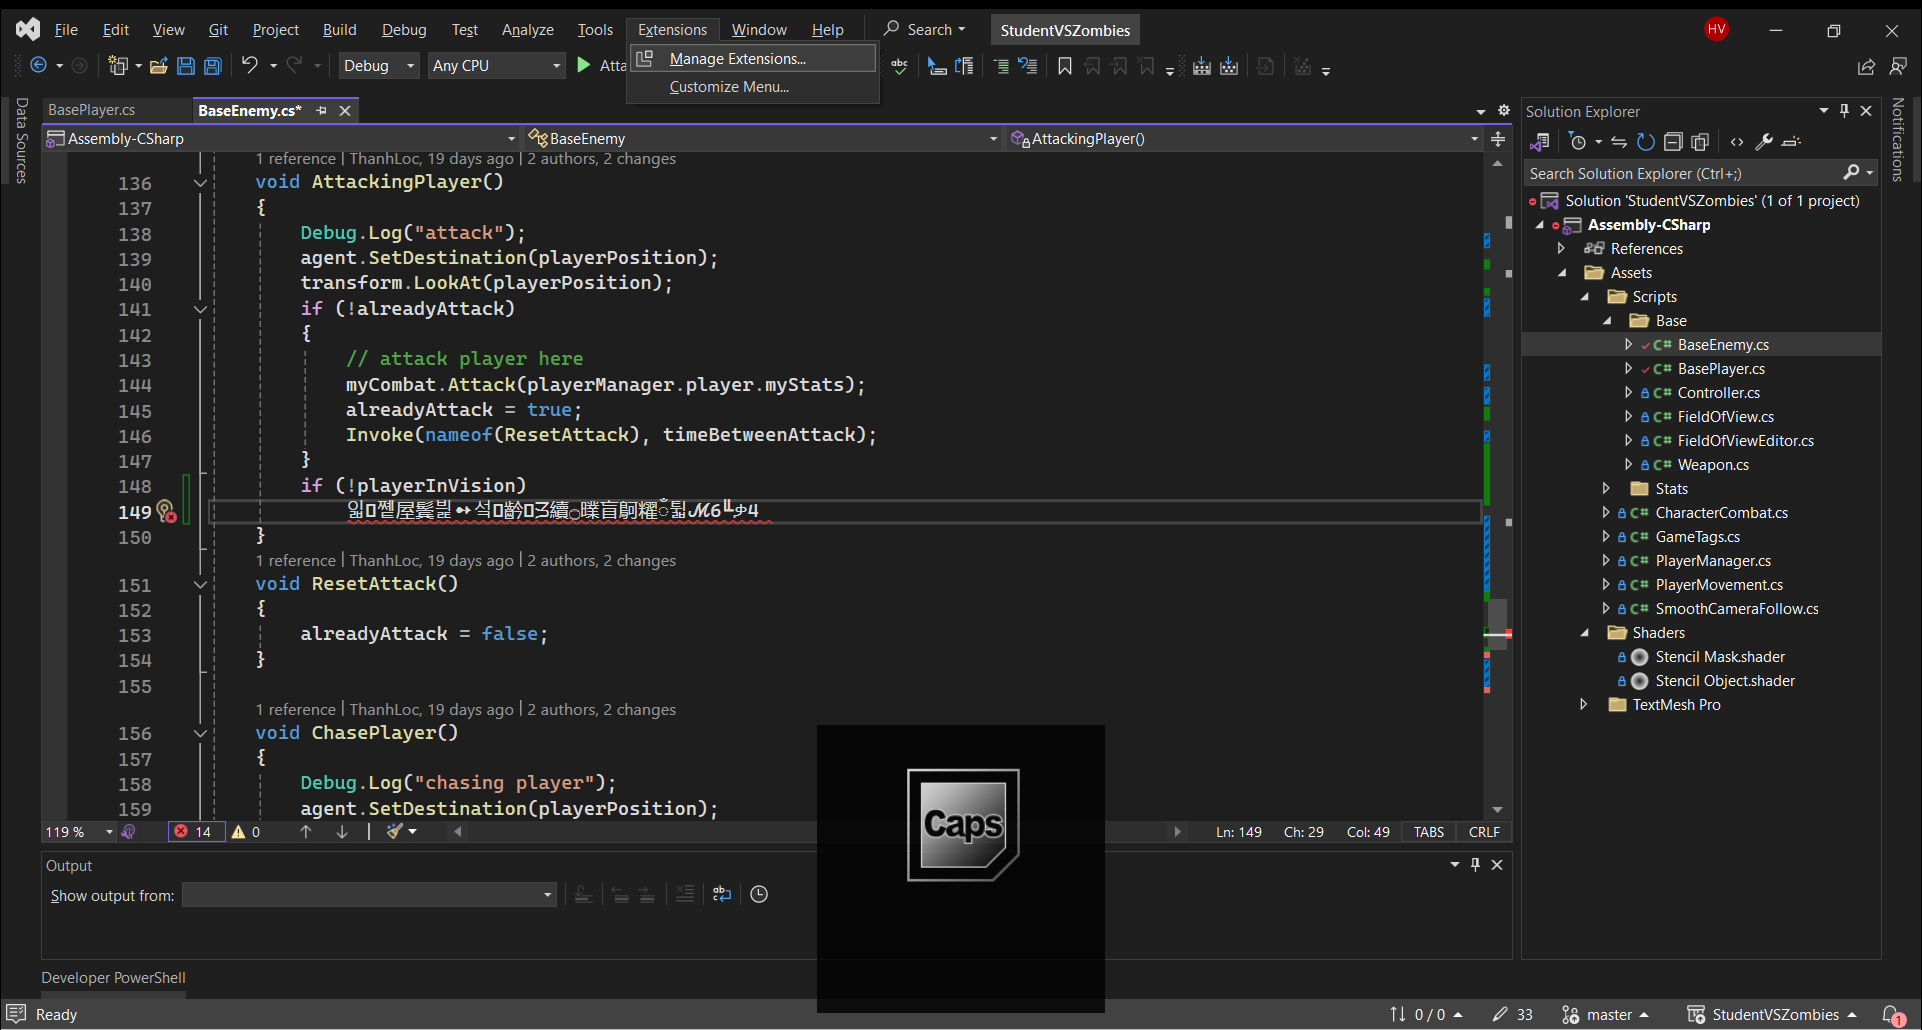 File Edit View Git Project Build Debug Test Analyze Tools Extensions Window Help Search StudentVSZombies HV
Debug Any CPU Atta
Manage Extensions...
Customize Menu...
Data Sources
BasePlayer.cs BaseEnemy.cs*
Assembly-CSharp BaseEnemy AttackingPlayer()
1 reference | ThanhLoc, 19 days ago | 2 authors, 2 changes
136 void AttackingPlayer()
137 {
138 Debug.Log("attack");
139 agent.SetDestination(playerPosition);
140 transform.LookAt(playerPosition);
141 if (!alreadyAttack)
142 {
143 // attack player here
144 myCombat.Attack(playerManager.player.myStats);
145 alreadyAttack = true;
146 Invoke(nameof(ResetAttack), timeBetweenAttack);
147 }
148 if (!playerInVision)
149
150 }
1 reference | ThanhLoc, 19 days ago | 2 authors, 2 changes
151 void ResetAttack()
152 {
153 alreadyAttack = false;
154 }
155
1 reference | ThanhLoc, 19 days ago | 2 authors, 2 changes
156 void ChasePlayer()
157 {
158 Debug.Log("chasing player");
159 agent.SetDestination(playerPosition);
119 % 14 0 Ln: 149 Ch: 29 Col: 49 TABS CRLF
Caps
Output
Show output from:
Developer PowerShell
Solution Explorer
Search Solution Explorer (Ctrl+;)
Solution 'StudentVSZombies' (1 of 1 project)
Assembly-CSharp
References
Assets
Scripts
Base
BaseEnemy.cs
BasePlayer.cs
Controller.cs
FieldOfView.cs
FieldOfViewEditor.cs
Weapon.cs
Stats
CharacterCombat.cs
GameTags.cs
PlayerManager.cs
PlayerMovement.cs
SmoothCameraFollow.cs
Shaders
Stencil Mask.shader
Stencil Object.shader
TextMesh Pro
Notifications
Ready 0 / 0 33 master StudentVSZombies 1